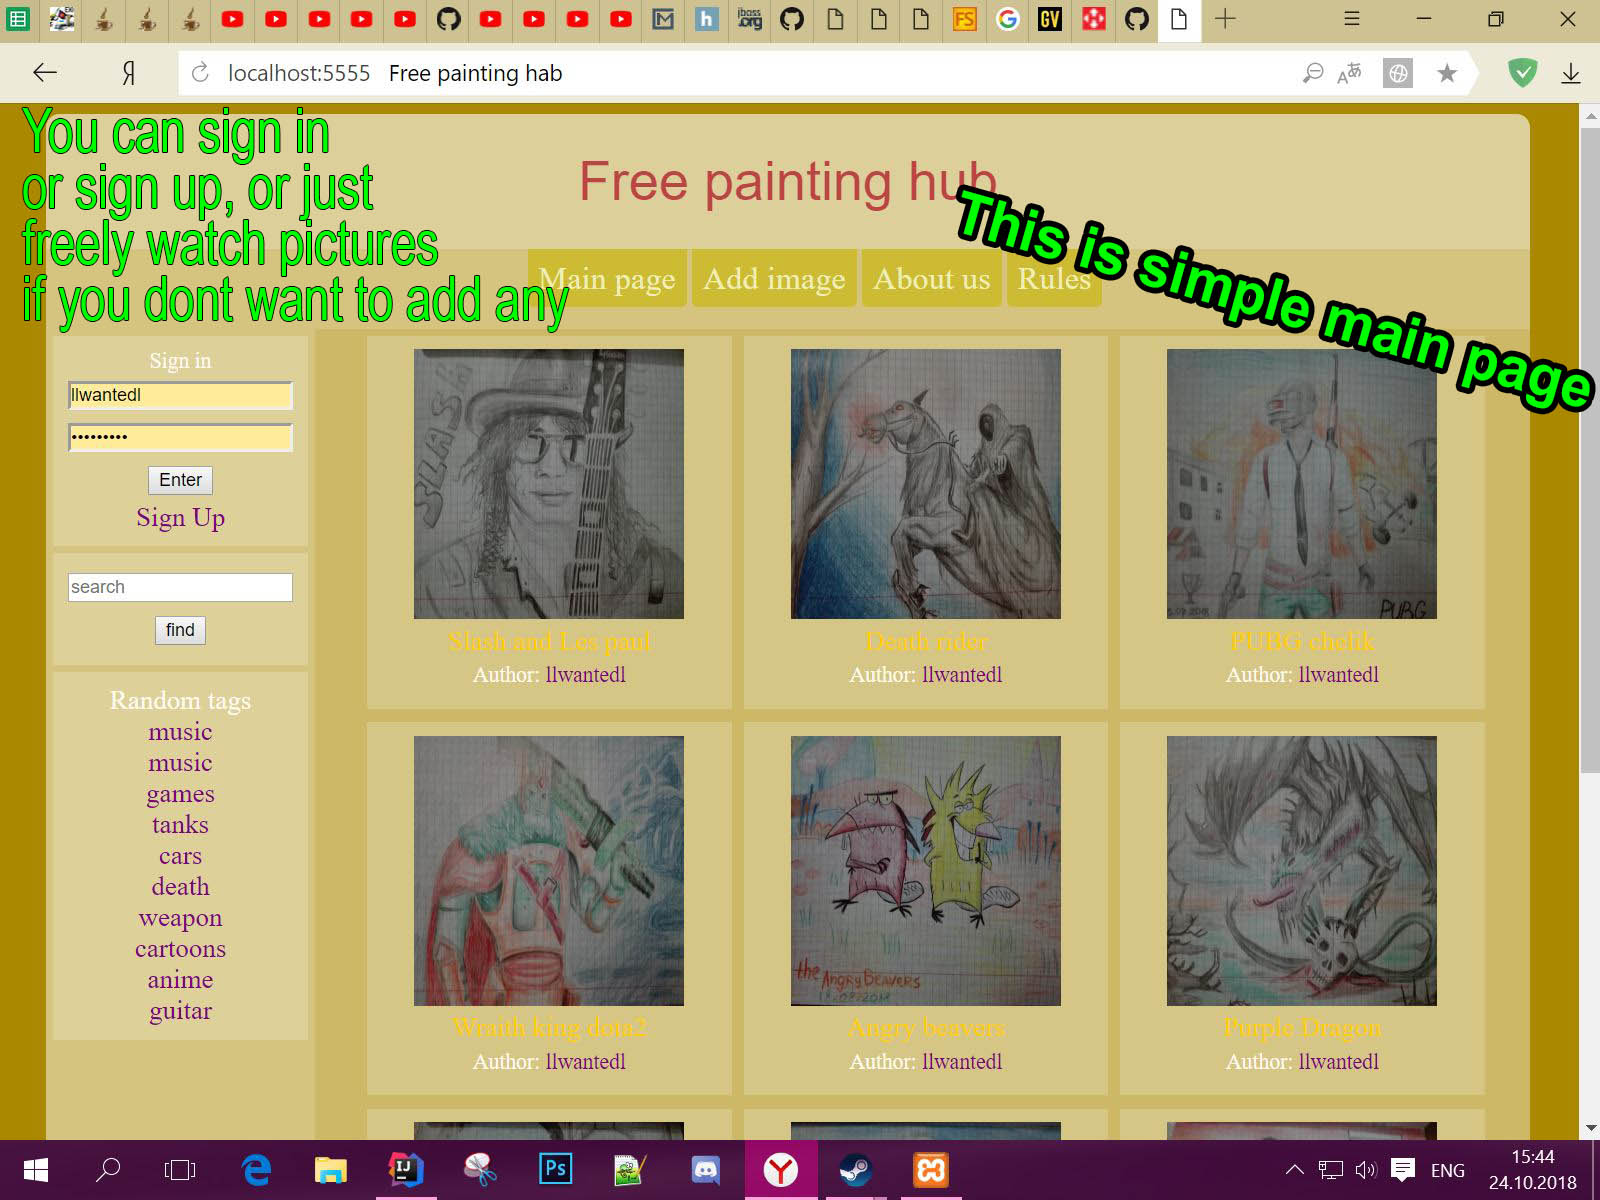 localhost:5555 Free painting hab
You can sign in
or sign up, or just
freely watch pictures
if you dont want to add any
Free painting hub
This is simple main page
Main page
Add image
About us
Rules
Sign in
llwantedl
•••••••••
Enter
Sign Up
search
find
Random tags
music
music
games
tanks
cars
death
weapon
cartoons
anime
guitar
SLASH
Slash and Les paul
Author: llwantedl
Death rider
Author: llwantedl
PUBG
PUBG chelik
Author: llwantedl
Wraith king dota2
Author: llwantedl
the Angry Beavers
Angry beavers
Author: llwantedl
Purple Dragon
Author: llwantedl
ENG
15:44
24.10.2018